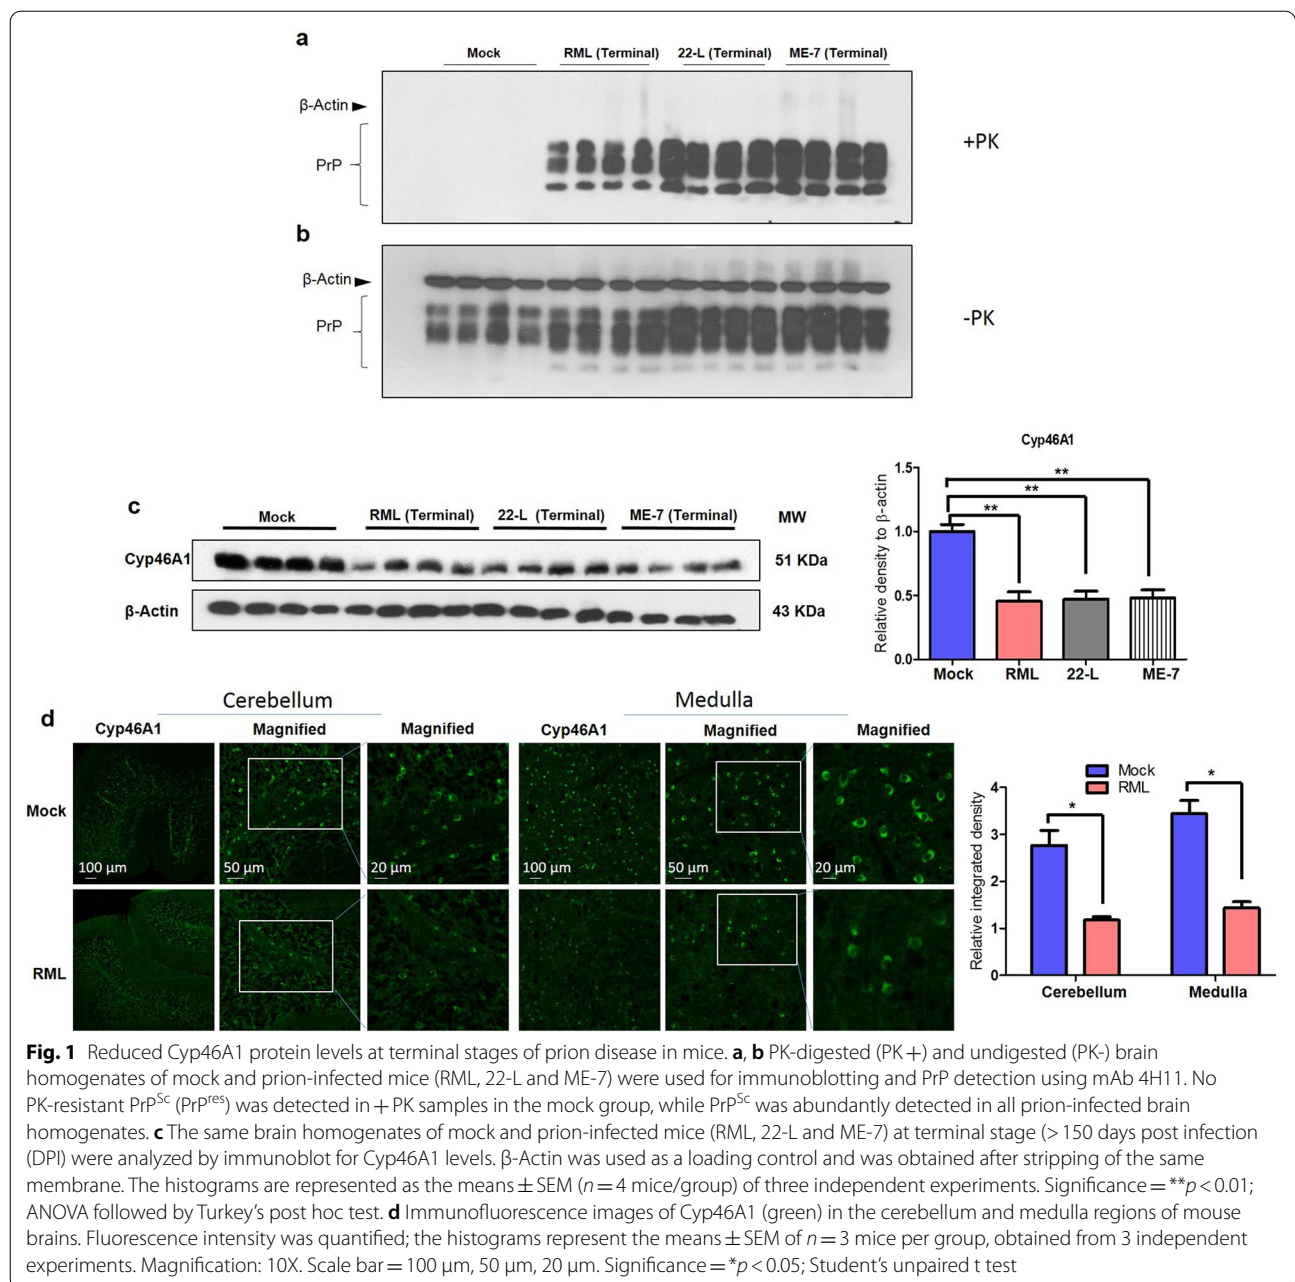 a
Mock RML (Terminal) 22-L (Terminal) ME-7 (Terminal)
β-Actin
PrP
+PK
b
β-Actin
PrP
-PK
c
Mock RML (Terminal) 22-L (Terminal) ME-7 (Terminal) MW
Cyp46A1 51 KDa
β-Actin 43 KDa
Cyp46A1
Relative density to β-actin
1.5
1.0
0.5
0.0
**
**
**
Mock RML 22-L ME-7
d
Cerebellum Medulla
Cyp46A1 Magnified Magnified Cyp46A1 Magnified Magnified
Mock
100 µm 50 µm 20 µm 100 µm 50 µm 20 µm
RML
Relative integrated density
4
3
2
1
0
Mock
RML
*
*
Cerebellum Medulla
Fig. 1 Reduced Cyp46A1 protein levels at terminal stages of prion disease in mice. a, b PK-digested (PK+) and undigested (PK-) brain
homogenates of mock and prion-infected mice (RML, 22-L and ME-7) were used for immunoblotting and PrP detection using mAb 4H11. No
PK-resistant PrP^Sc (PrP^res) was detected in + PK samples in the mock group, while PrP^Sc was abundantly detected in all prion-infected brain
homogenates. c The same brain homogenates of mock and prion-infected mice (RML, 22-L and ME-7) at terminal stage (> 150 days post infection
(DPI) were analyzed by immunoblot for Cyp46A1 levels. β-Actin was used as a loading control and was obtained after stripping of the same
membrane. The histograms are represented as the means ± SEM (n = 4 mice/group) of three independent experiments. Significance = **p < 0.01;
ANOVA followed by Turkey's post hoc test. d Immunofluorescence images of Cyp46A1 (green) in the cerebellum and medulla regions of mouse
brains. Fluorescence intensity was quantified; the histograms represent the means ± SEM of n = 3 mice per group, obtained from 3 independent
experiments. Magnification: 10X. Scale bar = 100 µm, 50 µm, 20 µm. Significance = *p < 0.05; Student's unpaired t test